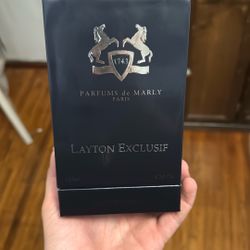 1743
PARFUMS de MARLY
PARIS
LAYTON EXCLUSIF